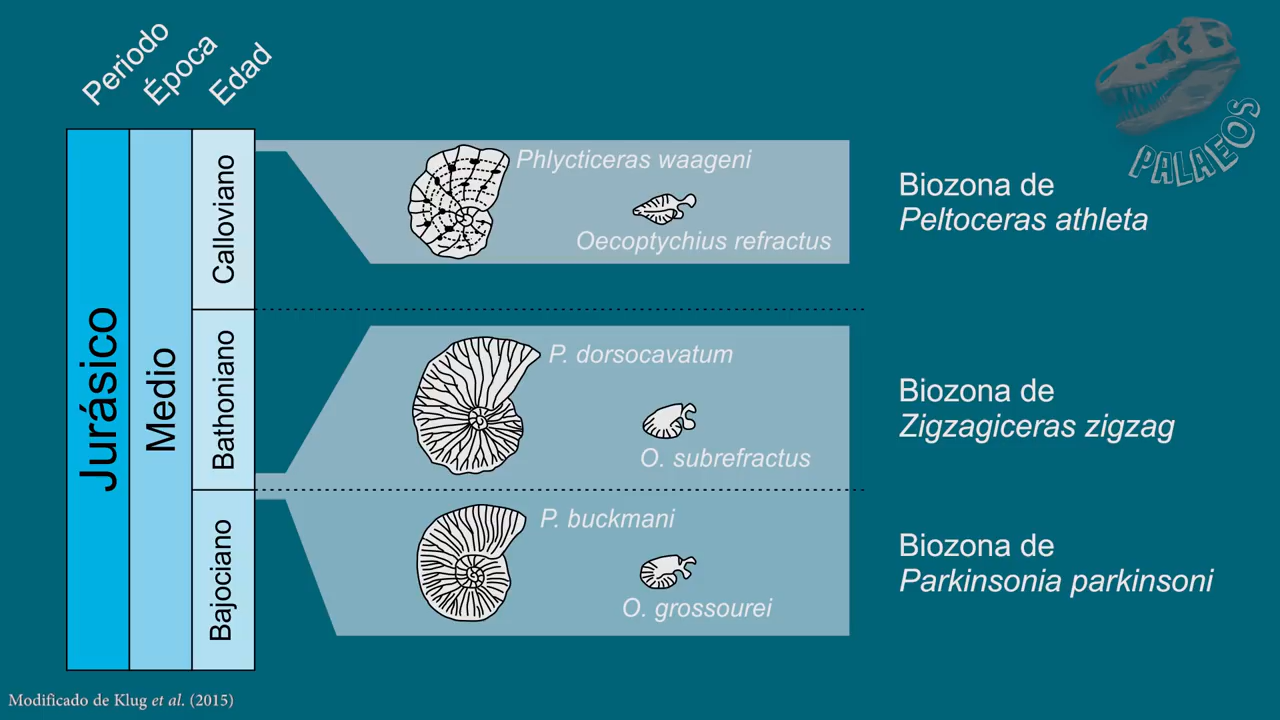 Periodo
Época
Edad
Jurásico
Medio
Calloviano
Bathoniano
Bajociano
Phlycticeras waageni
Oecoptychius refractus
Biozona de
Peltoceras athleta
P. dorsocavatum
O. subrefractus
Biozona de
Zigzagiceras zigzag
P. buckmani
O. grossourei
Biozona de
Parkinsonia parkinsoni
PALAEOS
Modificado de Klug et al. (2015)